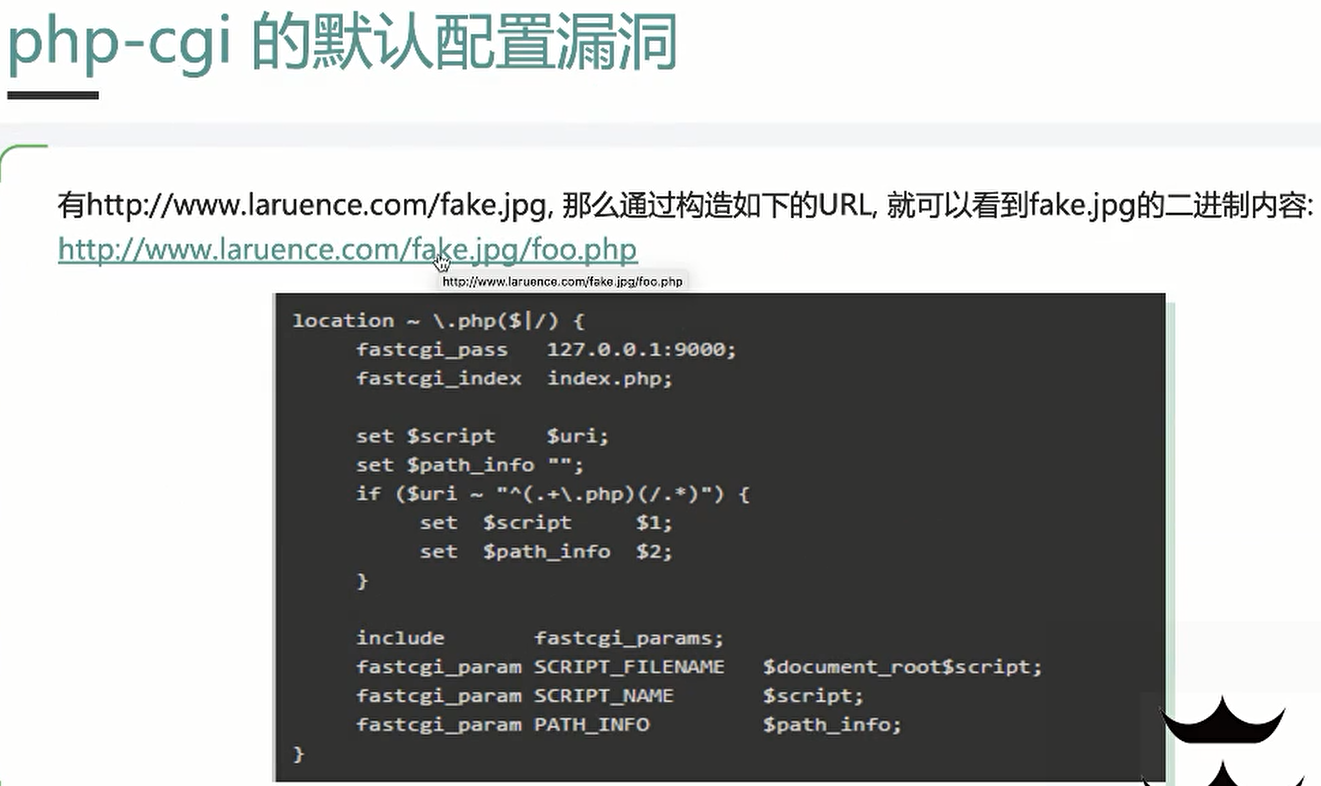 php-cgi 的默认配置漏洞
有http://www.laruence.com/fake.jpg, 那么通过构造如下的URL, 就可以看到fake.jpg的二进制内容:
http://www.laruence.com/fake.jpg/foo.php
http://www.laruence.com/fake.jpg/foo.php
location ~ \.php($|/) {
fastcgi_pass 127.0.0.1:9000;
fastcgi_index index.php;
set $script $uri;
set $path_info "";
if ($uri ~ "^(.+\.php)(/.*)") {
set $script $1;
set $path_info $2;
}
include fastcgi_params;
fastcgi_param SCRIPT_FILENAME $document_root$script;
fastcgi_param SCRIPT_NAME $script;
fastcgi_param PATH_INFO $path_info;
}